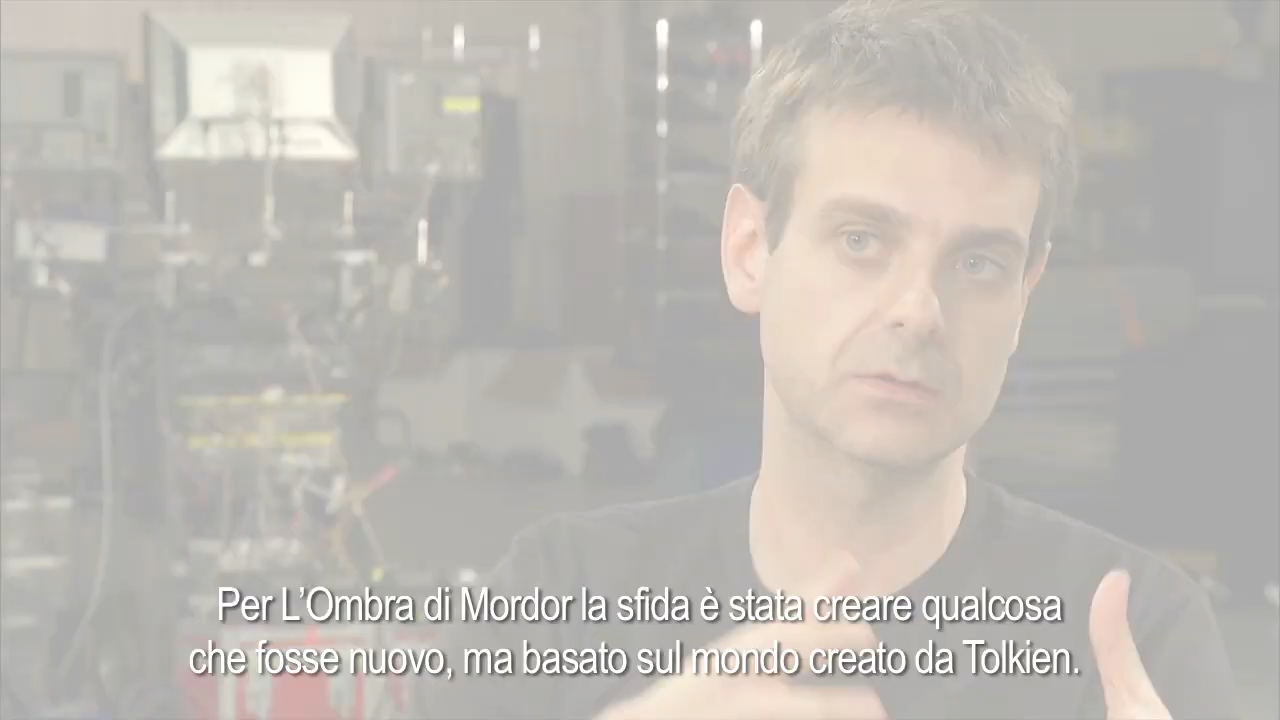 Per L'Ombra di Mordor la sfida è stata creare qualcosa
che fosse nuovo, ma basato sul mondo creato da Tolkien.